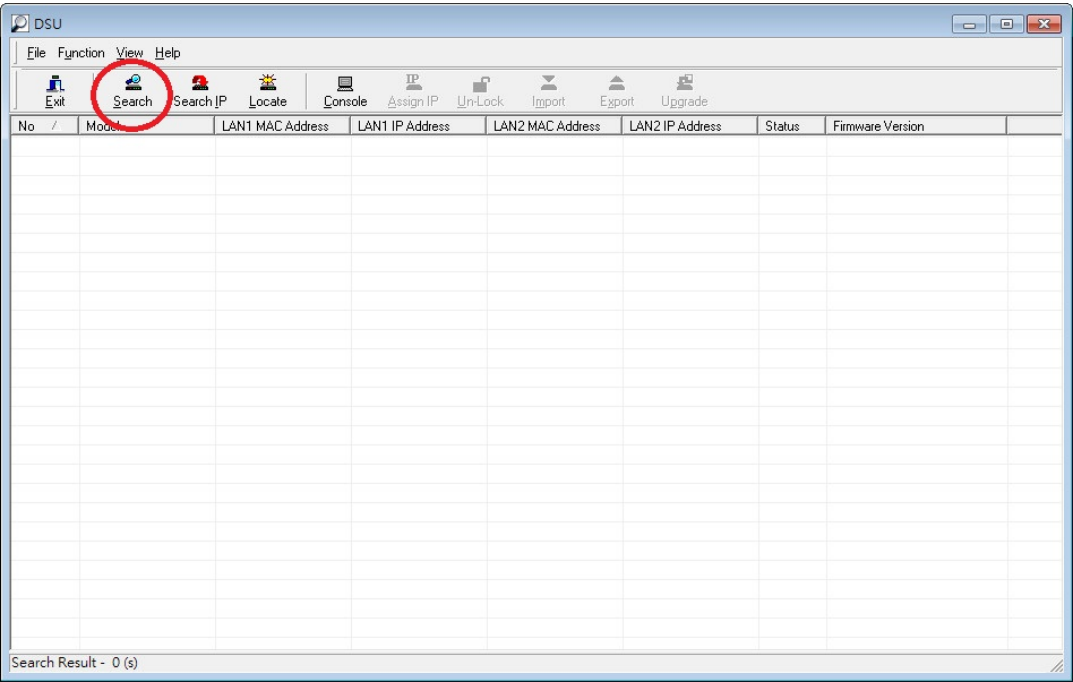 DSU
File Function View Help
Exit Search Search IP Locate Console Assign IP Un-Lock Import Export Upgrade
No / Model LAN1 MAC Address LAN1 IP Address LAN2 MAC Address LAN2 IP Address Status Firmware Version
Search Result - 0 (s)